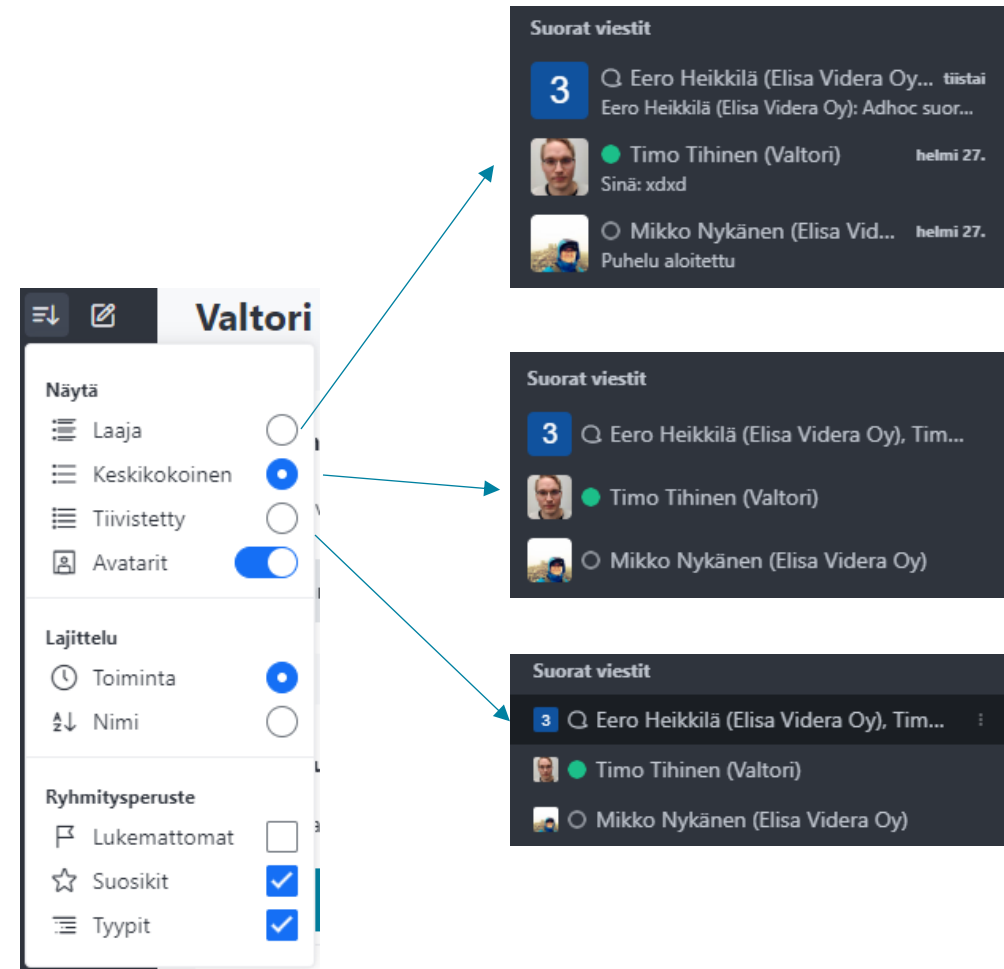 Valtori
Näytä
Laaja
Keskikokoinen
Tiivistetty
Avatarit
Lajittelu
Toiminta
Nimi
Ryhmitysperuste
Lukemattomat
Suosikit
Tyypit
Suorat viestit
3 Eero Heikkilä (Elisa Videra Oy... tiistai
Eero Heikkilä (Elisa Videra Oy): Adhoc suor...
Timo Tihinen (Valtori) helmi 27.
Sinä: xdxd
Mikko Nykänen (Elisa Vid... helmi 27.
Puhelu aloitettu
Suorat viestit
3 Eero Heikkilä (Elisa Videra Oy), Tim...
Timo Tihinen (Valtori)
Mikko Nykänen (Elisa Videra Oy)
Suorat viestit
3 Eero Heikkilä (Elisa Videra Oy), Tim...
Timo Tihinen (Valtori)
Mikko Nykänen (Elisa Videra Oy)